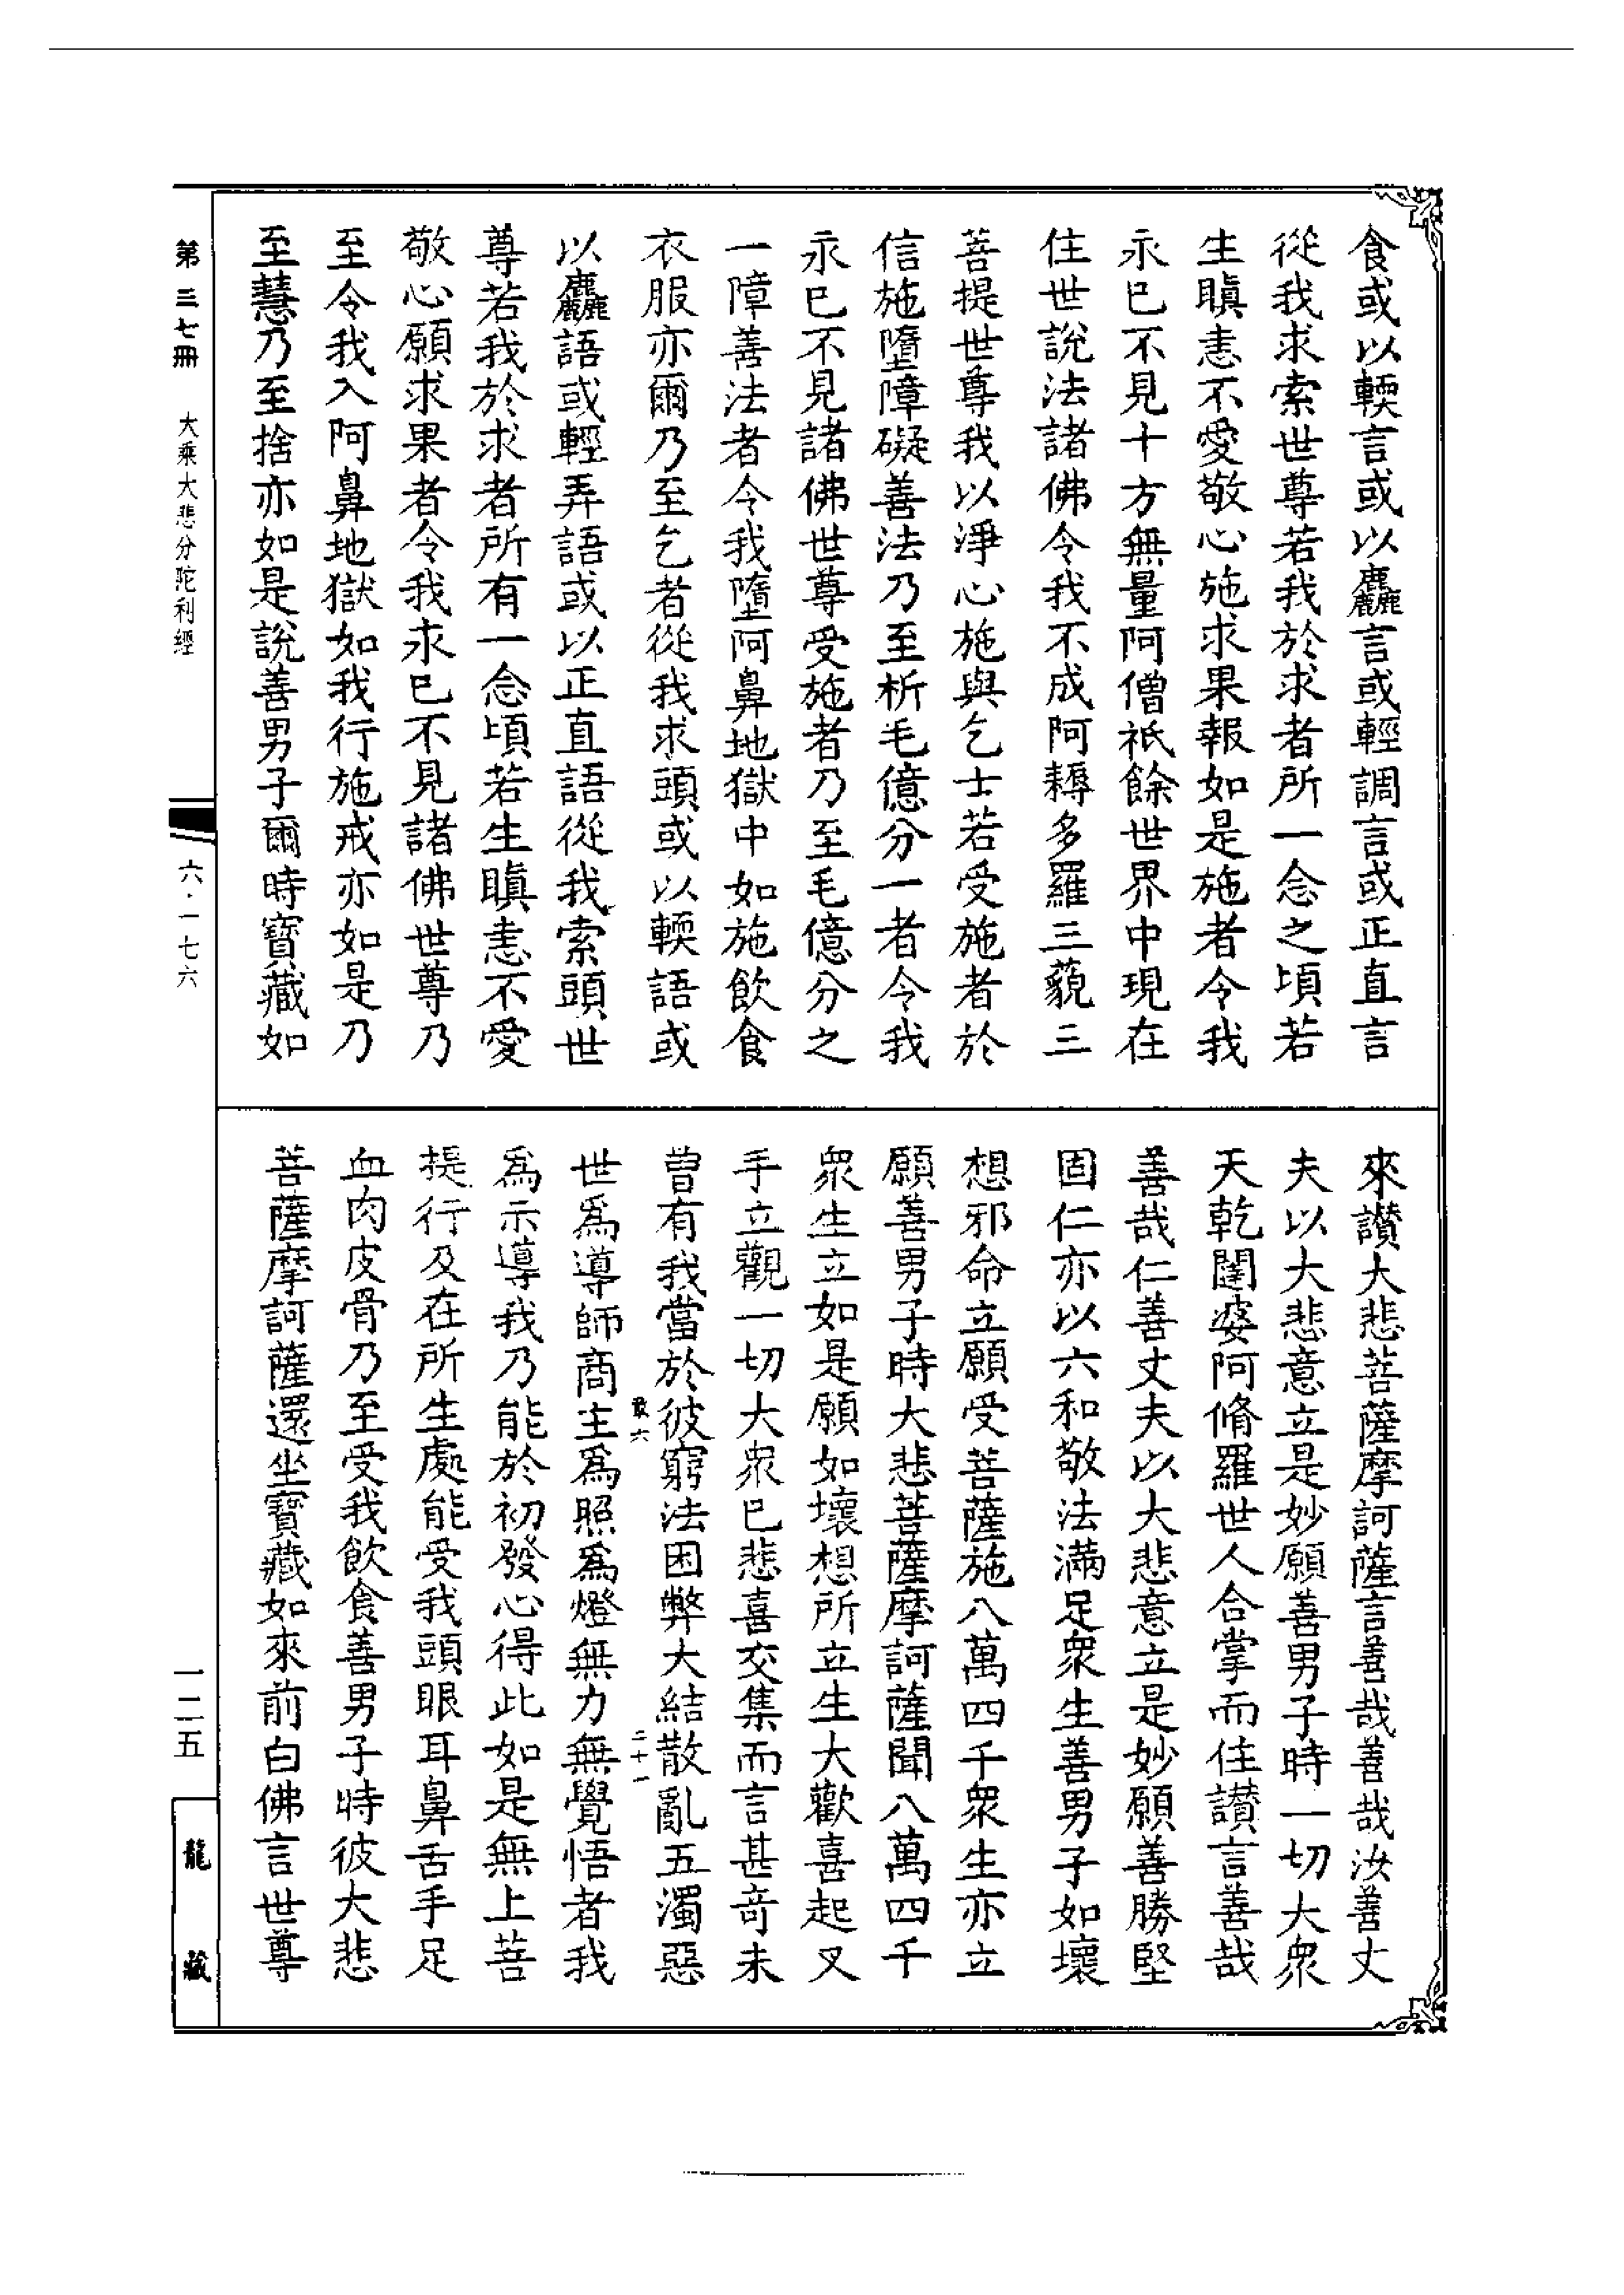 食或以輭言或以麤言或輕調言或正直言
從我求索世尊若我於求者所一念之頃若
生瞋恚不愛敬心施求果報如是施者令我
永已不見十方無量阿僧祇餘世界中現在
住世說法諸佛令我不成阿耨多羅三藐三
菩提世尊我以淨心施與乞士若受施者於
信施墮障礙善法乃至析毛億分一者令我
永已不見諸佛世尊受施者乃至毛億分之
一障善法者令我墮阿鼻地獄中如施飲食
衣服亦爾乃至乞者從我求頭或以輭語或
以麤語或輕弄語或以正直語從我索頭世
尊若我於求者所有一念頃若生瞋恚不愛
敬心願求果者令我求已不見諸佛世尊乃
至令我入阿鼻地獄如我行施戒亦如是乃
至慧乃至捨亦如是說善男子爾時寶藏如
來讚大悲菩薩摩訶薩言善哉善哉汝善丈
夫以大悲意立是妙願善男子時一切大眾
天乾闥婆阿脩羅世人合掌而住讚言善哉
善哉仁善丈夫以大悲意立是妙願善勝堅
固仁亦以六和敬法滿足眾生善男子如壞
想邪命立願受菩薩施八萬四千眾生亦立
願善男子時大悲菩薩摩訶薩聞八萬四千
眾生立如是願如壞想所立生大歡喜起叉
手立觀一切大眾已悲喜交集而言甚奇未
曾有我當於彼窮法困弊大結散亂五濁惡
世爲導師商主爲照爲燈無力無覺悟者我
爲示導我乃能於初發心得此如是無上菩
提行及在所生處能受我頭眼耳鼻舌手足
血肉皮骨乃至受我飲食善男子時彼大悲
菩薩摩訶薩還坐寶藏如來前白佛言世尊
第三七冊 大乘大悲分陀利經
六·一七六
一二五
龍藏
六
二十一